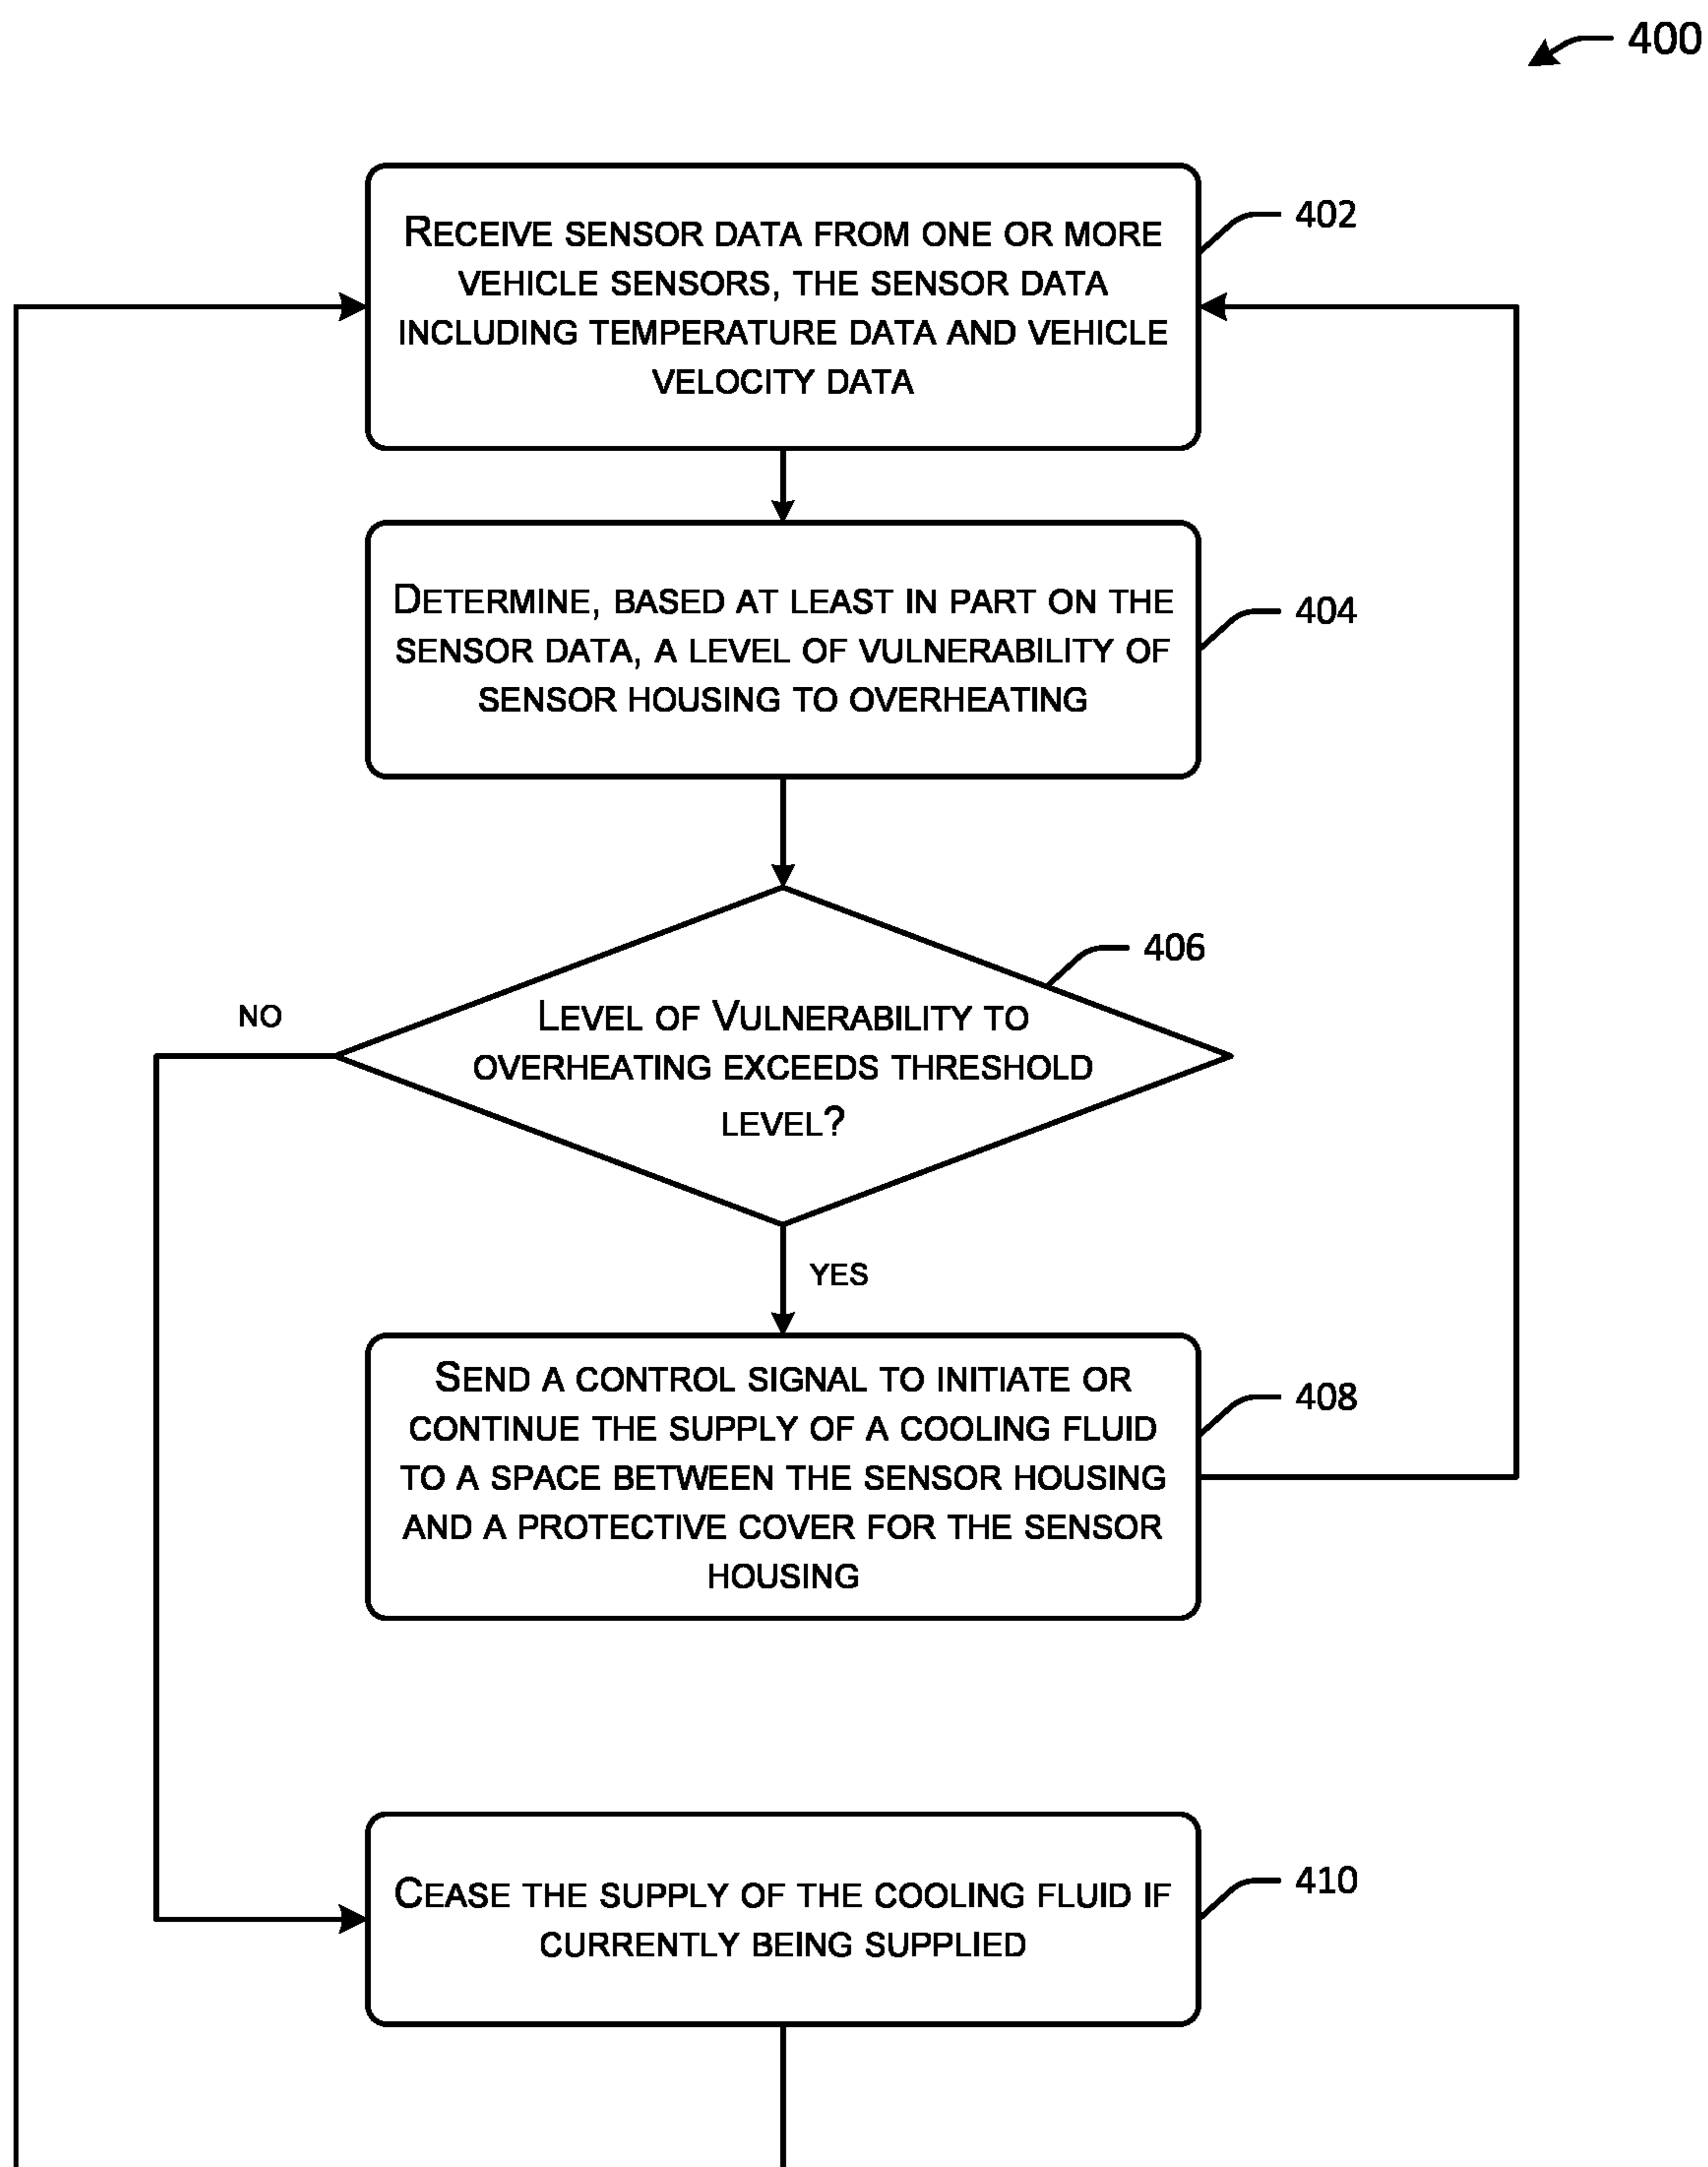 400
RECEIVE SENSOR DATA FROM ONE OR MORE
VEHICLE SENSORS, THE SENSOR DATA
INCLUDING TEMPERATURE DATA AND VEHICLE
VELOCITY DATA
402
DETERMINE, BASED AT LEAST IN PART ON THE
SENSOR DATA, A LEVEL OF VULNERABILITY OF
SENSOR HOUSING TO OVERHEATING
404
406
LEVEL OF VULNERABILITY TO
OVERHEATING EXCEEDS THRESHOLD
LEVEL?
NO
YES
SEND A CONTROL SIGNAL TO INITIATE OR
CONTINUE THE SUPPLY OF A COOLING FLUID
TO A SPACE BETWEEN THE SENSOR HOUSING
AND A PROTECTIVE COVER FOR THE SENSOR
HOUSING
408
CEASE THE SUPPLY OF THE COOLING FLUID IF
CURRENTLY BEING SUPPLIED
410